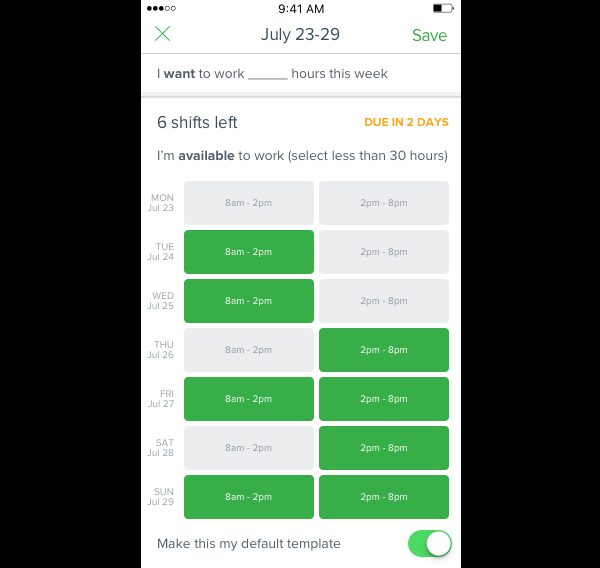 9:41 AM
July 23-29
Save
I want to work _____ hours this week
6 shifts left
DUE IN 2 DAYS
I'm available to work (select less than 30 hours)
MON
Jul 23
8am - 2pm
2pm - 8pm
TUE
Jul 24
8am - 2pm
2pm - 8pm
WED
Jul 25
8am - 2pm
2pm - 8pm
THU
Jul 26
8am - 2pm
2pm - 8pm
FRI
Jul 27
8am - 2pm
2pm - 8pm
SAT
Jul 28
8am - 2pm
2pm - 8pm
SUN
Jul 29
8am - 2pm
2pm - 8pm
Make this my default template